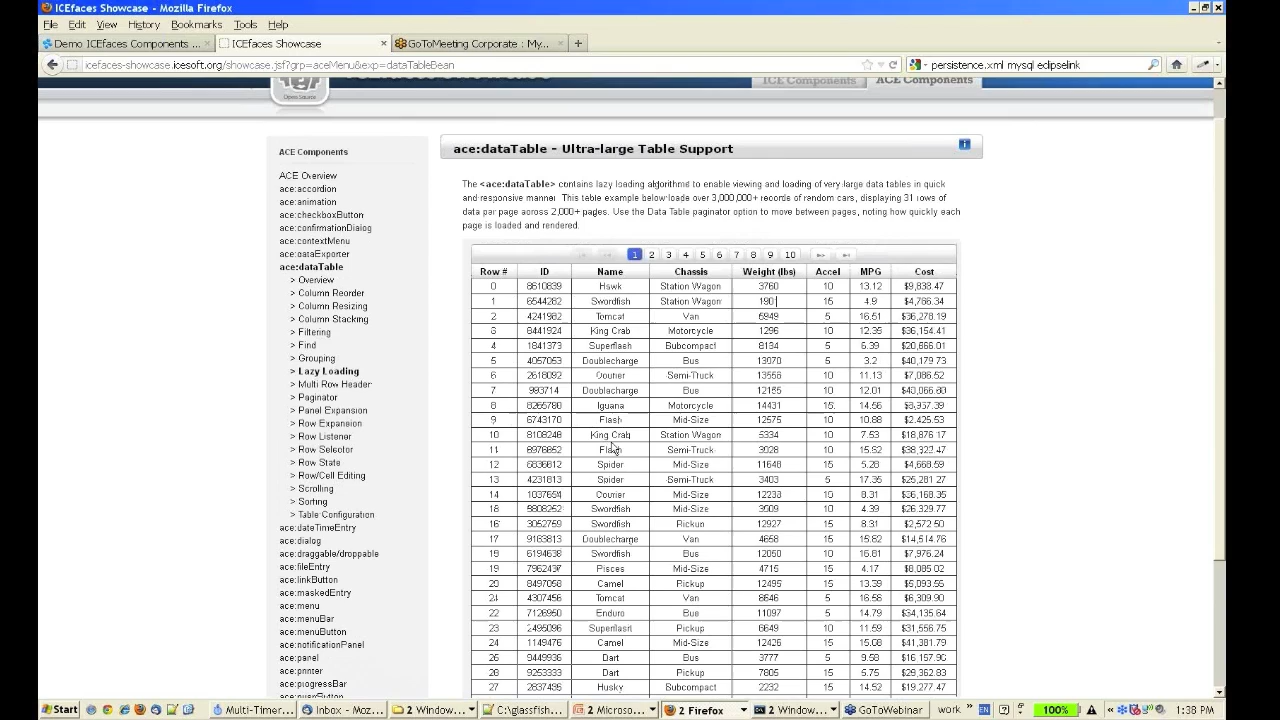 ICEfaces Showcase - Mozilla Firefox
File Edit View History Bookmarks Tools Help
Demo ICEfaces Components ... × ICEfaces Showcase × GoToMeeting Corporate : My... × +
icefaces-showcase.icesoft.org/showcase.jsf?grp=aceMenu&exp=dataTableBean persistence.xml mysql eclipselink
Open Source
ICE Components ACE Components
ACE Components
ACE Overview
ace:accordion
ace:animation
ace:checkboxButton
ace:confirmationDialog
ace:contextMenu
ace:dataExporter
ace:dataTable
> Overview
> Column Reordering
> Column Resizing
> Column Stacking
> Filtering
> Find
> Grouping
> Lazy Loading
> Multi Row Header
> Paginator
> Panel Expansion
> Row Expansion
> Row Listener
> Row Selector
> Row State
> Row/Cell Editing
> Scrolling
> Sorting
> Table Configuration
ace:dateTimeEntry
ace:dialog
ace:draggable/droppable
ace:fileEntry
ace:linkButton
ace:maskedEntry
ace:menu
ace:menuBar
ace:menuButton
ace:notificationPanel
ace:panel
ace:printer
ace:progressBar
ace:dataTable - Ultra-large Table Support
The <ace:dataTable> contains lazy loading algorithms to enable viewing and loading of very large data tables in quick
and responsive manner. This table example below loads over 3,000,000+ records of random cars, displaying 31 rows of
data per page across 2,000+ pages. Use the Data Table paginator option to move between pages, noting how quickly each
page is loaded and rendered.
1 2 3 4 5 6 7 8 9 10
Row # ID Name Chassis Weight (lbs) Accel MPG Cost
0 8610839 Hawk Station Wagon 3760 10 13.12 $9,838.47
1 6544282 Swordfish Station Wagon 190 15 4.9 $4,766.34
2 4241982 Tomcat Van 5949 5 16.51 $36,278.19
3 8441924 King Crab Motorcycle 1296 10 12.35 $36,154.41
4 1841373 Superflash Subcompact 8134 5 6.39 $20,666.01
5 4057053 Doublecharge Bus 13970 5 3.2 $40,179.73
6 2618092 Courier Semi-Truck 13556 10 11.13 $7,086.52
7 993714 Doublecharge Bus 12155 10 12.01 $40,066.80
8 8265780 Iguana Motorcycle 14431 15 14.56
9 6743170 Flash Mid-Size 12575 10 10.88 $2,425.53
10 8108248 King Crab Station Wagon 5334 10 7.53 $18,876.17
11 8976852 Flash Semi-Truck 3028 10 15.62 $38,322.47
12 6836812 Spider Mid-Size 11648 15 5.28 $4,668.59
13 4231813 Spider Semi-Truck 3403 5 17.35 $25,281.27
14 1037654 Courier Mid-Size 12233 10 8.31 $36,168.35
9808252 Swordfish Mid-Size 3909 10 4.39 $26,329.77
16 3052759 Swordfish Pickup 12927 15 8.31 $2,572.50
17 9183813 Doublecharge Van 4658 15 15.82 $14,514.76
6194638 Swordfish Bus 12050 10 16.81 $7,976.24
19 7962437 Pisces Mid-Size 4715 15 4.17 $8,085.02
20 8497058 Camel Pickup 12495 15 13.39 $5,093.55
4307456 Tomcat Van 8646 5 16.58 $6,309.90
22 7126950 Enduro Bus 11097 5 14.79 $34,135.64
23 2495096 Superflash Pickup 6649 10 11.59 $31,556.75
24 1149476 Camel Mid-Size 12426 15 15.08 $41,381.79
9449936 Dart Bus 3777 5 9.58 $16,157.90
9253333 Dart Pickup 7805 15 5.75 $29,362.83
27 2837435 Husky Subcompact 2232 15 14.52 $19,277.47
Start Multi-Timer... Inbox - Moz... 2 Window... C:\glassfish... 2 Microso... 2 Firefox 2 Window... GoToWebinar work » EN 100% 1:38 PM